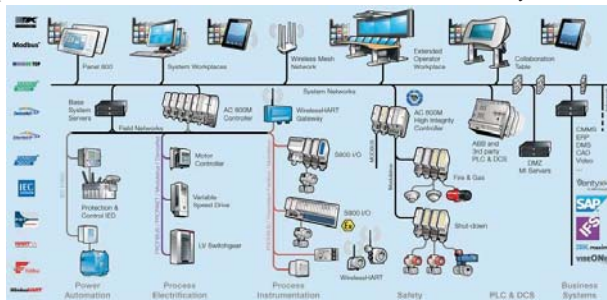 Modbus
Panel 800
System Workplaces
Wireless Mesh
Network
Extended
Operator
Workplace
Collaboration
Table
System Networks
Base
System
Servers
AC 800M
Controller
WirelessHART
Gateway
AC 800M
High Integrity
Controller
ABB and
3rd party
PLC & DCS
DMZ
MI Servers
CMMS
ERP
DMS
CAD
Video
...
Field Networks
Motor
Controller
S800 I/O
MODBUS
Fire & Gas
Protection &
Control IED
Variable
Speed Drive
S900 I/O
Ex
Shut-down
LV Switchgear
WirelessHART
IEC
SAP
IFS
Power
Automation
Process
Electrification
Process
Instrumentation
Safety
PLC & DCS
Business
Systems